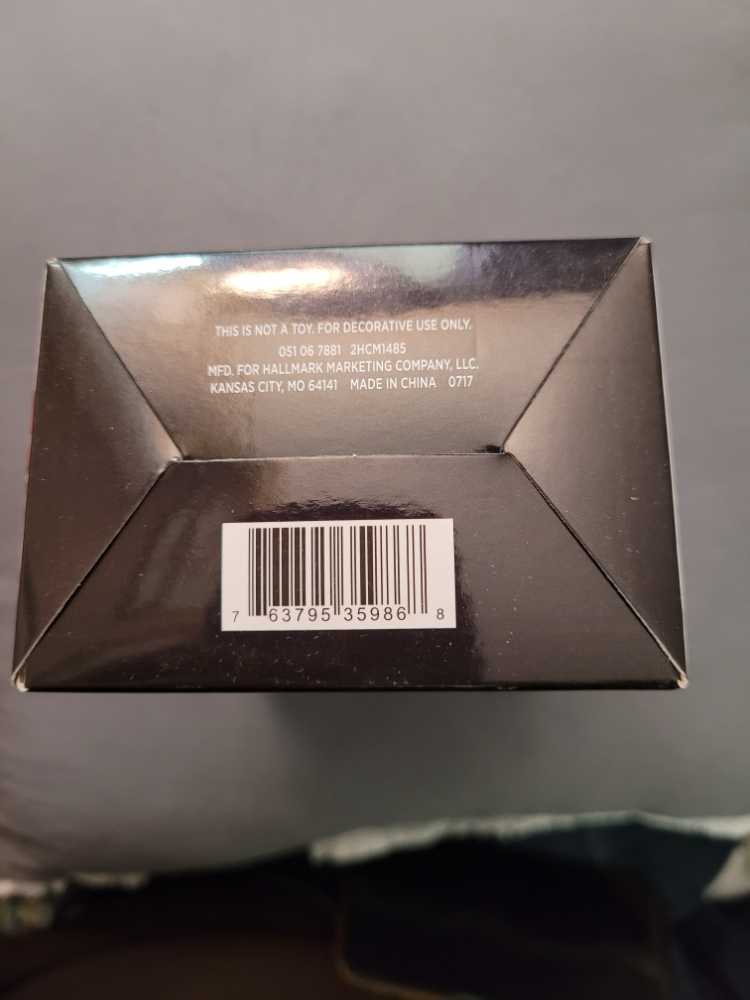 THIS IS NOT A TOY. FOR DECORATIVE USE ONLY.
051 06 7881 2HCM1485
MFD. FOR HALLMARK MARKETING COMPANY, LLC.
KANSAS CITY, MO 64141 MADE IN CHINA 0717
7 63795 35986 8